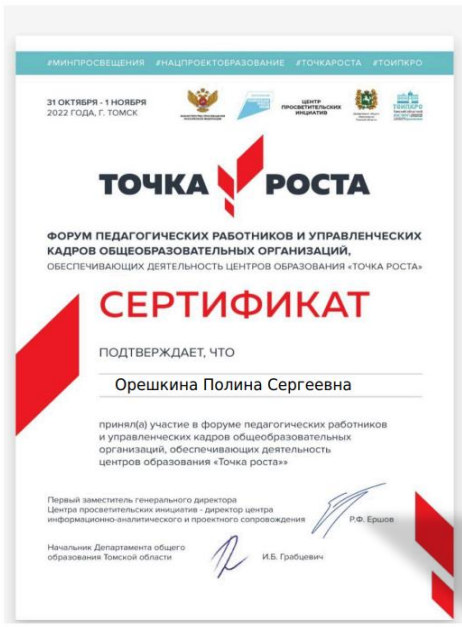 #МИНПРОСВЕЩЕНИЯ #НАЦПРОЕКТОБРАЗОВАНИЕ #ТОЧКАРОСТА #ТОИПКРО
31 ОКТЯБРЯ - 1 НОЯБРЯ
2022 ГОДА, Г. ТОМСК
ЦЕНТР
ПРОСВЕТИТЕЛЬСКИХ
ИНИЦИАТИВ
ТОИПКРО
ТОЧКА РОСТА
ФОРУМ ПЕДАГОГИЧЕСКИХ РАБОТНИКОВ И УПРАВЛЕНЧЕСКИХ
КАДРОВ ОБЩЕОБРАЗОВАТЕЛЬНЫХ ОРГАНИЗАЦИЙ,
ОБЕСПЕЧИВАЮЩИХ ДЕЯТЕЛЬНОСТЬ ЦЕНТРОВ ОБРАЗОВАНИЯ «ТОЧКА РОСТА»
СЕРТИФИКАТ
ПОДТВЕРЖДАЕТ, ЧТО
Орешкина Полина Сергеевна
принял(а) участие в форуме педагогических работников
и управленческих кадров общеобразовательных
организаций, обеспечивающих деятельность
центров образования «Точка роста»»
Первый заместитель генерального директора
Центра просветительских инициатив - директор центра
информационно-аналитического и проектного сопровождения
Р.Ф. Ершов
Начальник Департамента общего
образования Томской области
И.Б. Грабцевич